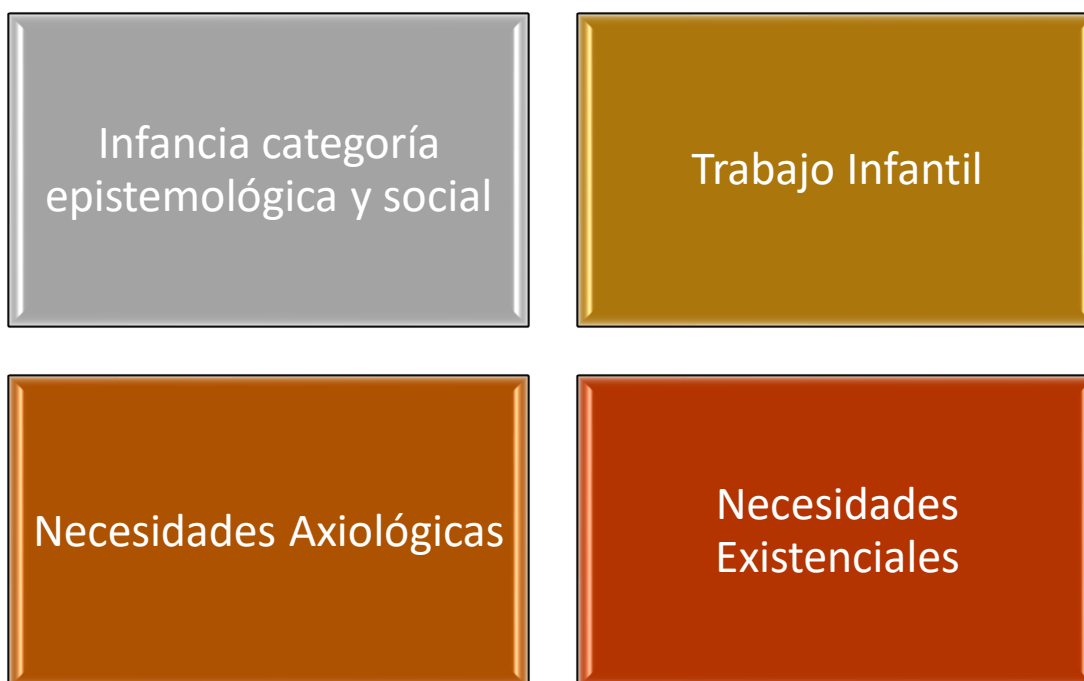 Infancia categoría
epistemológica y social
Trabajo Infantil
Necesidades Axiológicas
Necesidades
Existenciales